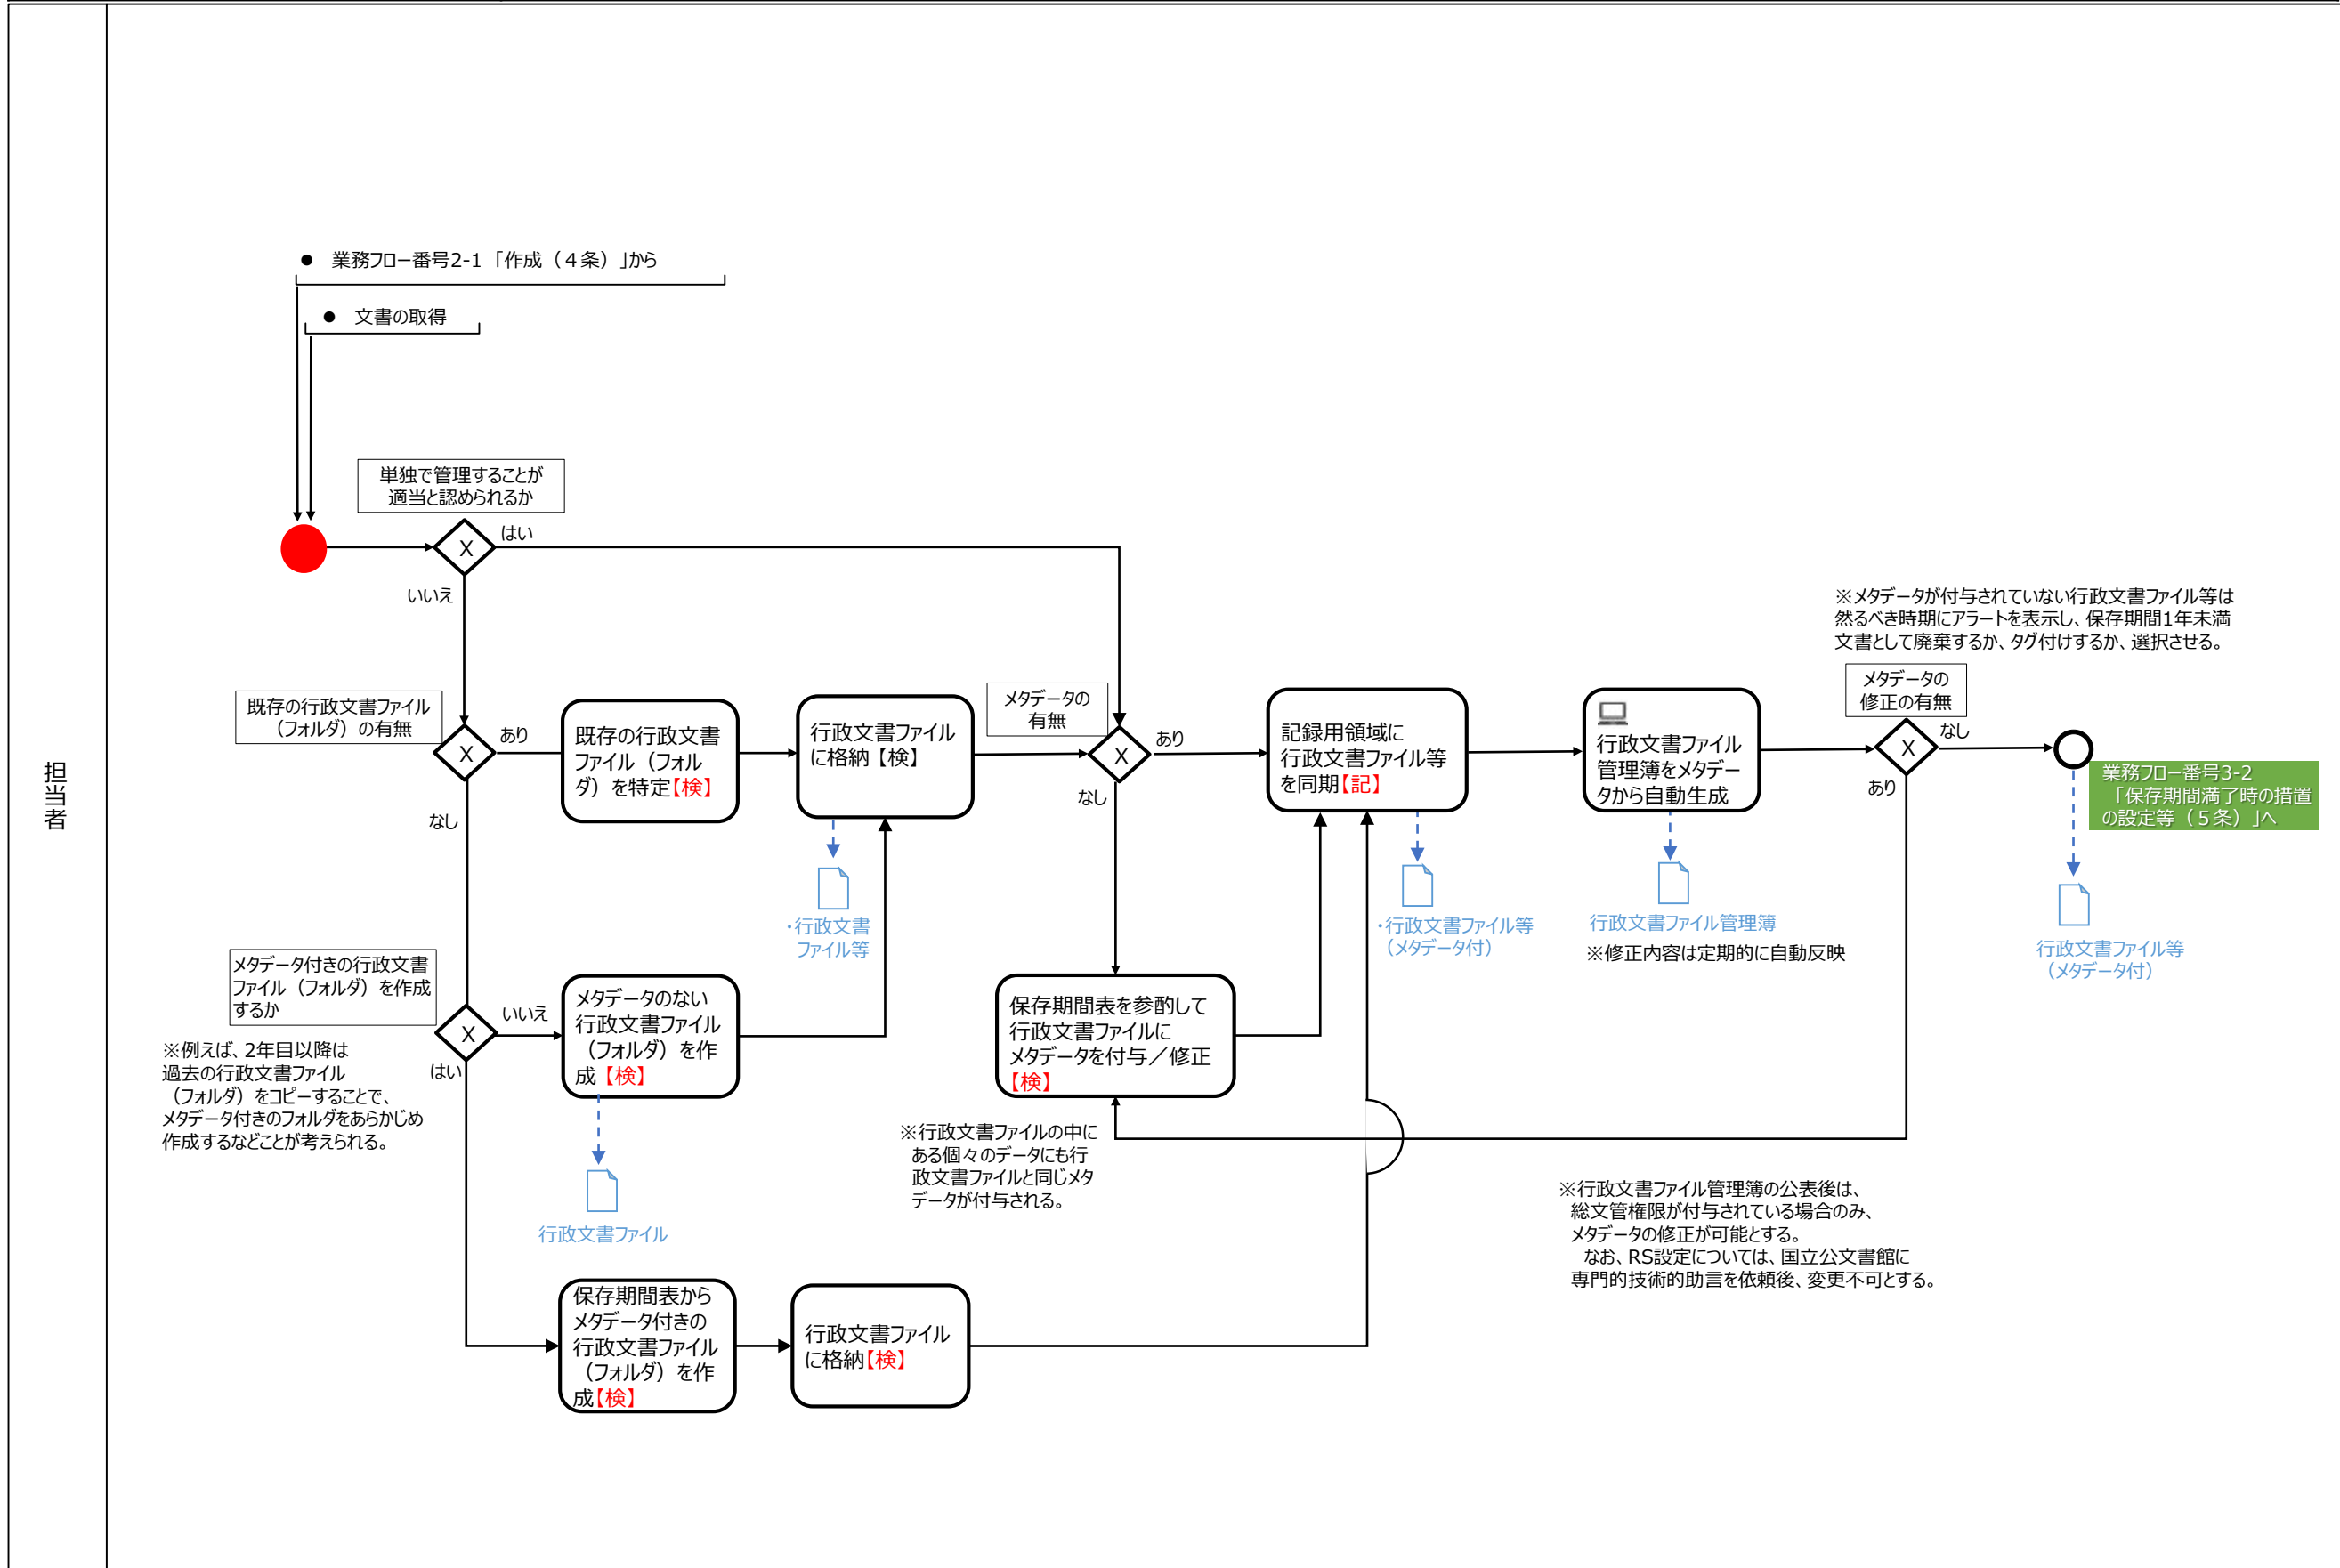 担当者
● 業務フロー番号2-1「作成（４条）」から
● 文書の取得
単独で管理することが
適当と認められるか
X
はい
いいえ
※メタデータが付与されていない行政文書ファイル等は
然るべき時期にアラートを表示し、保存期間1年未満
文書として廃棄するか、タグ付けするか、選択させる。
既存の行政文書ファイル
（フォルダ）の有無
X
あり
なし
既存の行政文書
ファイル（フォル
ダ）を特定【検】
行政文書ファイル
に格納【検】
・行政文書
ファイル等
メタデータの
有無
X
あり
なし
記録用領域に
行政文書ファイル等
を同期【記】
・行政文書ファイル等
（メタデータ付）
行政文書ファイル
管理簿をメタデー
タから自動生成
行政文書ファイル管理簿
※修正内容は定期的に自動反映
メタデータの
修正の有無
X
なし
あり
業務フロー番号3-2
「保存期間満了時の措置
の設定等（５条）」へ
行政文書ファイル等
（メタデータ付）
メタデータ付きの行政文書
ファイル（フォルダ）を作成
するか
X
いいえ
はい
※例えば、2年目以降は
過去の行政文書ファイル
（フォルダ）をコピーすることで、
メタデータ付きのフォルダをあらかじめ
作成するなどことが考えられる。
メタデータのない
行政文書ファイル
（フォルダ）を作
成【検】
行政文書ファイル
保存期間表を参酌して
行政文書ファイルに
メタデータを付与／修正
【検】
※行政文書ファイルの中に
ある個々のデータにも行
政文書ファイルと同じメタ
データが付与される。
※行政文書ファイル管理簿の公表後は、
総文管権限が付与されている場合のみ、
メタデータの修正が可能とする。
なお、RS設定については、国立公文書館に
専門的技術的助言を依頼後、変更不可とする。
保存期間表から
メタデータ付きの
行政文書ファイル
（フォルダ）を作
成【検】
行政文書ファイル
に格納【検】